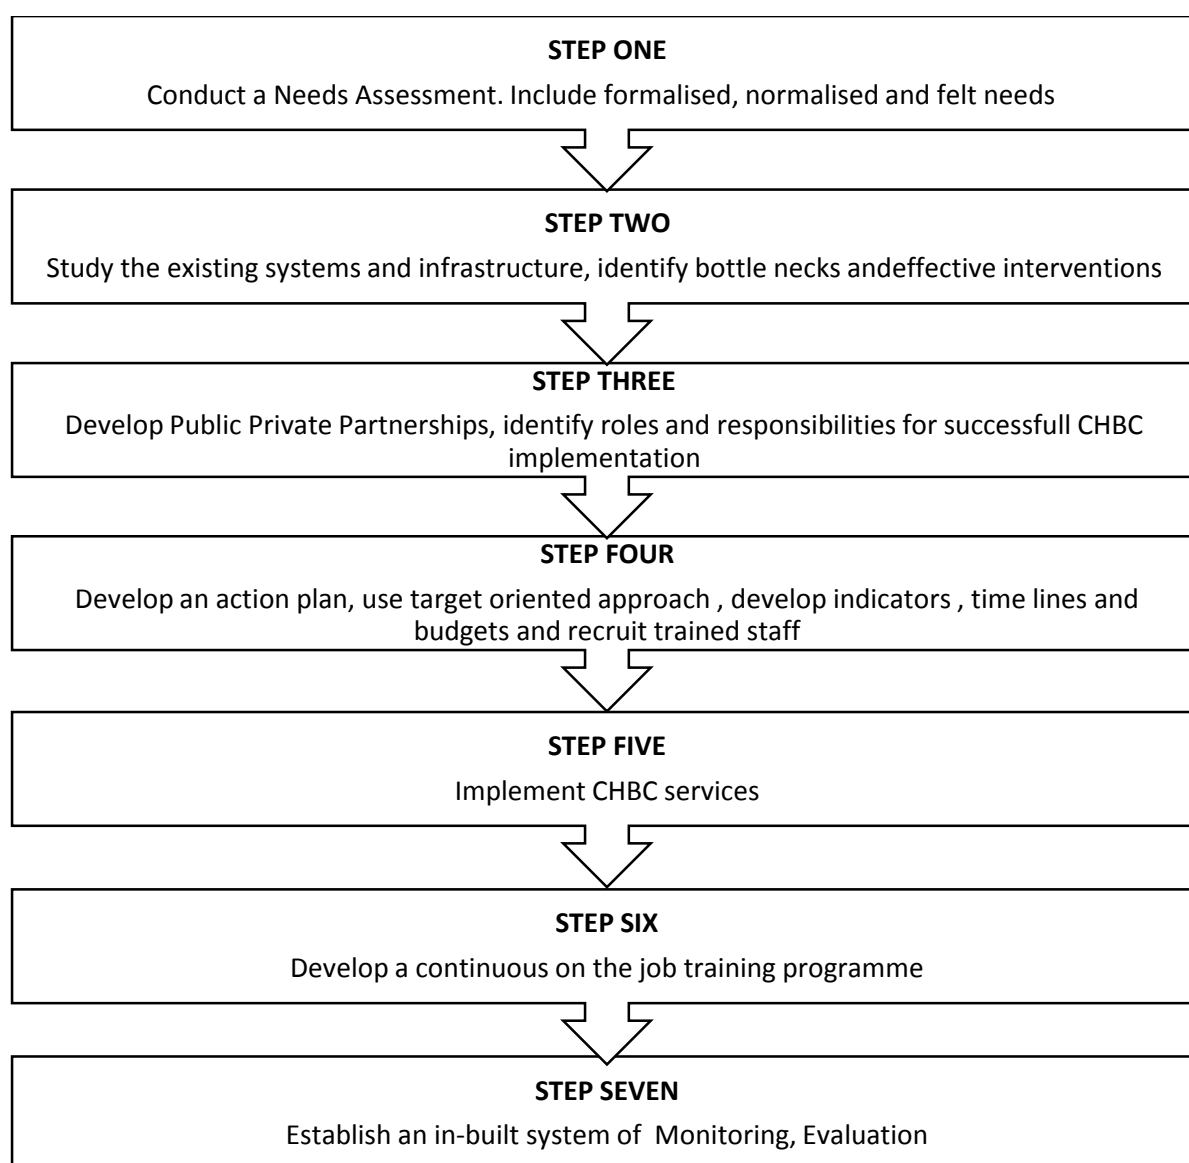 STEP ONE
Conduct a Needs Assessment. Include formalised, normalised and felt needs
STEP TWO
Study the existing systems and infrastructure, identify bottle necks andeffective interventions
STEP THREE
Develop Public Private Partnerships, identify roles and responsibilities for successfull CHBC
implementation
STEP FOUR
Develop an action plan, use target oriented approach , develop indicators , time lines and
budgets and recruit trained staff
STEP FIVE
Implement CHBC services
STEP SIX
Develop a continuous on the job training programme
STEP SEVEN
Establish an in-built system of  Monitoring, Evaluation